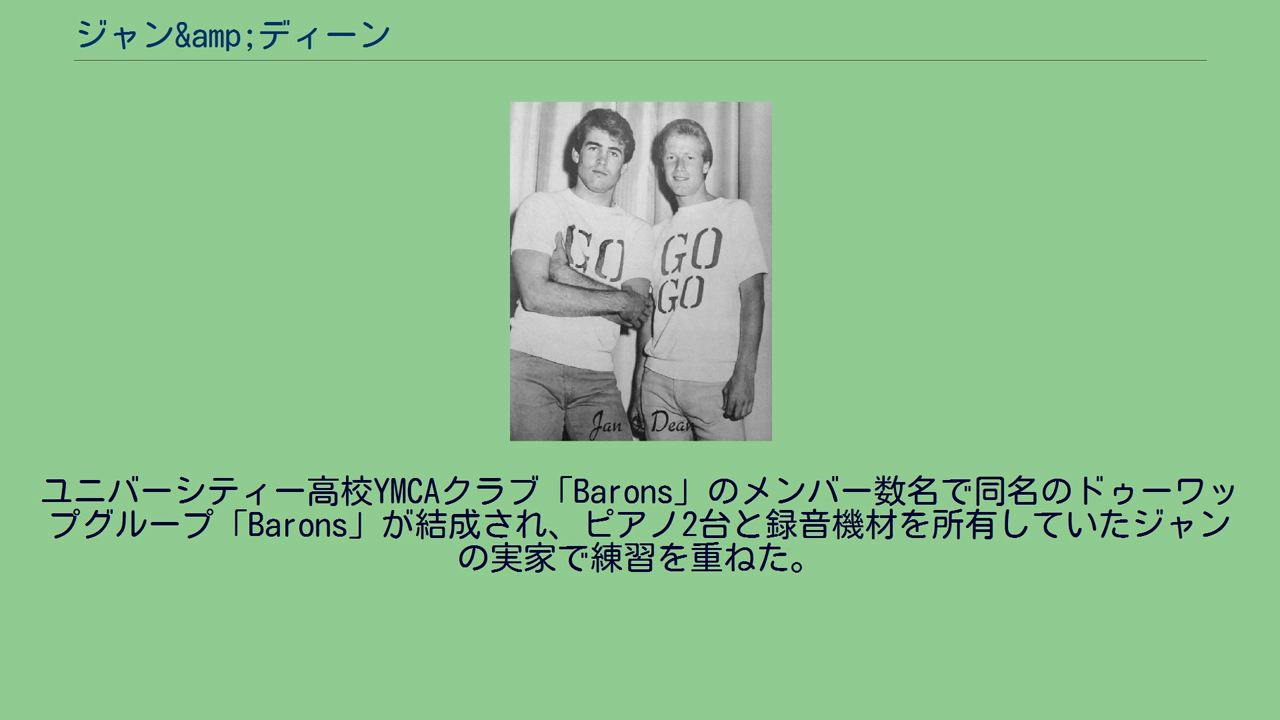 ジャン&amp;ディーン
GO GO
GO
GO
Jan & Dean
ユニバーシティー高校YMCAクラブ「Barons」のメンバー数名で同名のドゥーワッ
プグループ「Barons」が結成され、ピアノ2台と録音機材を所有していたジャン
の実家で練習を重ねた。